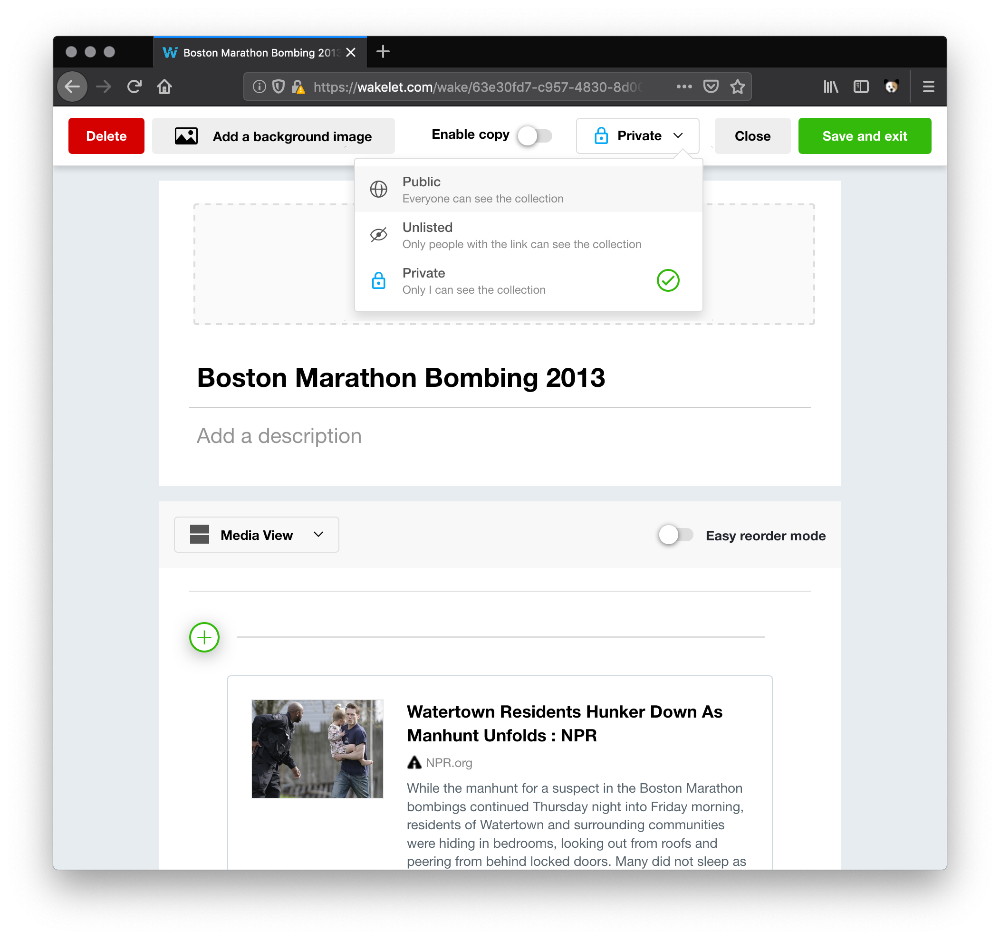 Boston Marathon Bombing 2013
https://wakelet.com/wake/63e30fd7-c957-4830-8d0
Delete
Add a background image
Enable copy
Private
Close
Save and exit
Public
Everyone can see the collection
Unlisted
Only people with the link can see the collection
Private
Only I can see the collection
Boston Marathon Bombing 2013
Add a description
Media View
Easy reorder mode
Watertown Residents Hunker Down As
Manhunt Unfolds : NPR
NPR.org
While the manhunt for a suspect in the Boston Marathon
bombings continued Thursday night into Friday morning,
residents of Watertown and surrounding communities
were hiding in bedrooms, looking out from roofs and
peering from behind locked doors. Many did not sleep as